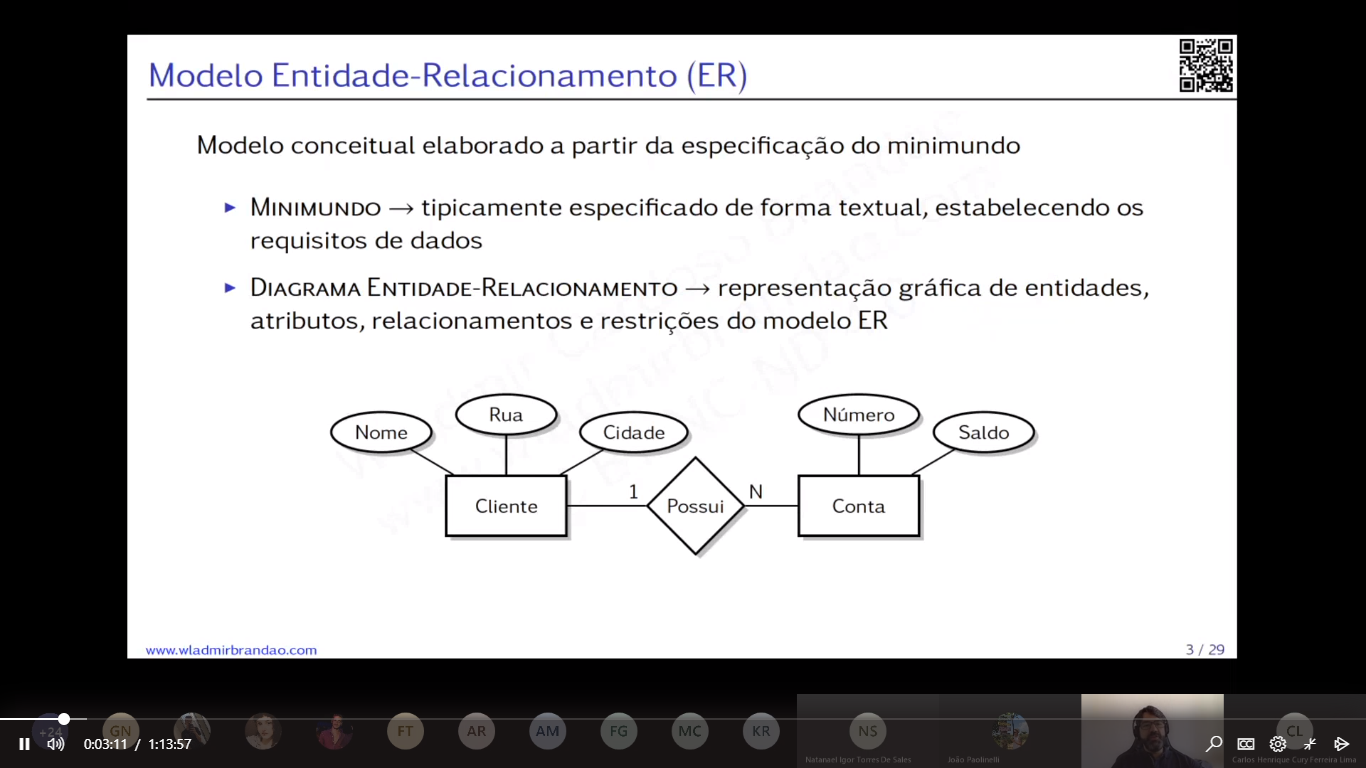 Modelo Entidade-Relacionamento (ER)
Modelo conceitual elaborado a partir da especificação do minimundo
▶ MINIMUNDO → tipicamente especificado de forma textual, estabelecendo os
requisitos de dados
▶ DIAGRAMA ENTIDADE-RELACIONAMENTO → representação gráfica de entidades,
atributos, relacionamentos e restrições do modelo ER
Nome
Rua
Cidade
Número
Saldo
Cliente
1
Possui
N
Conta
www.wladmirbrandao.com
3 / 29
+24
GN
FT
AR
AM
FG
MC
KR
NS
CL
0:03:11 / 1:13:57
Natanael Igor Torres De Sales
João Paolinelli
Carlos Henrique Cury Ferreira Lima